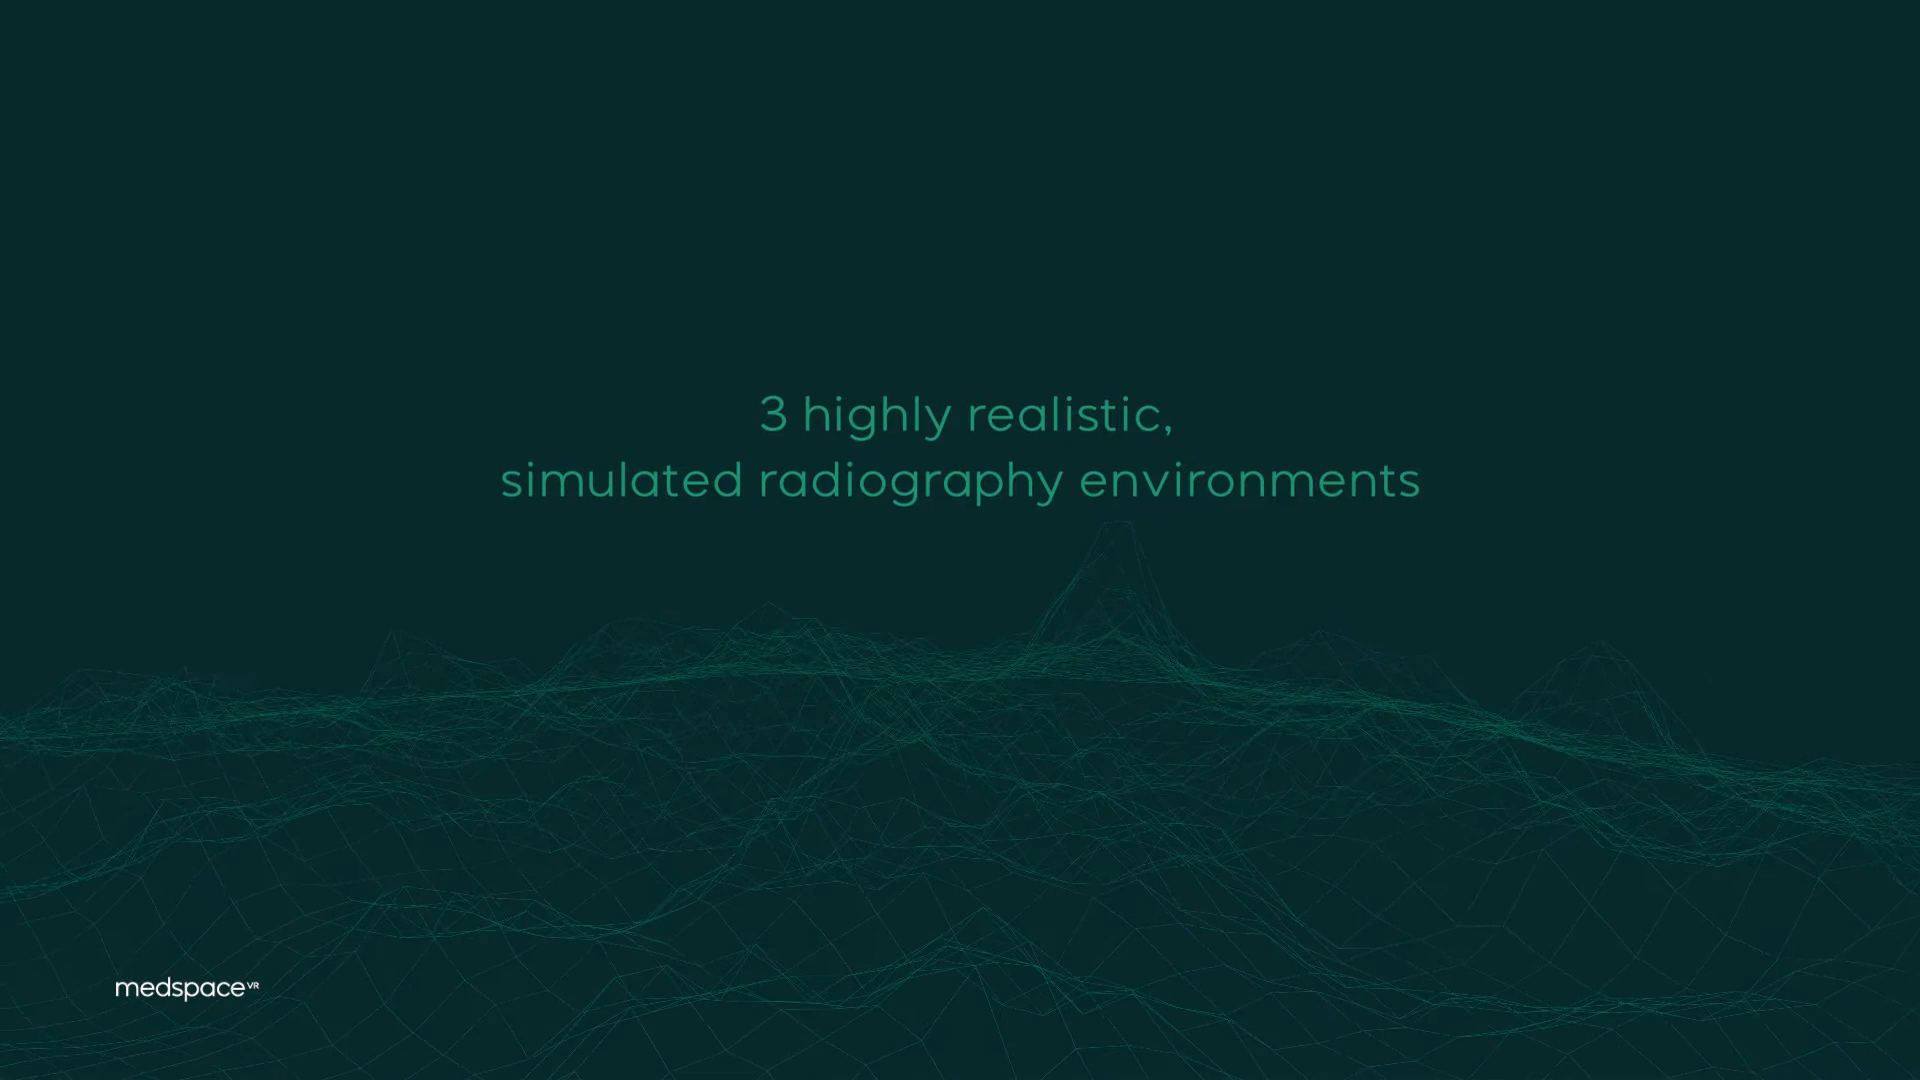 3 highly realistic,
simulated radiography environments
medspaceVR